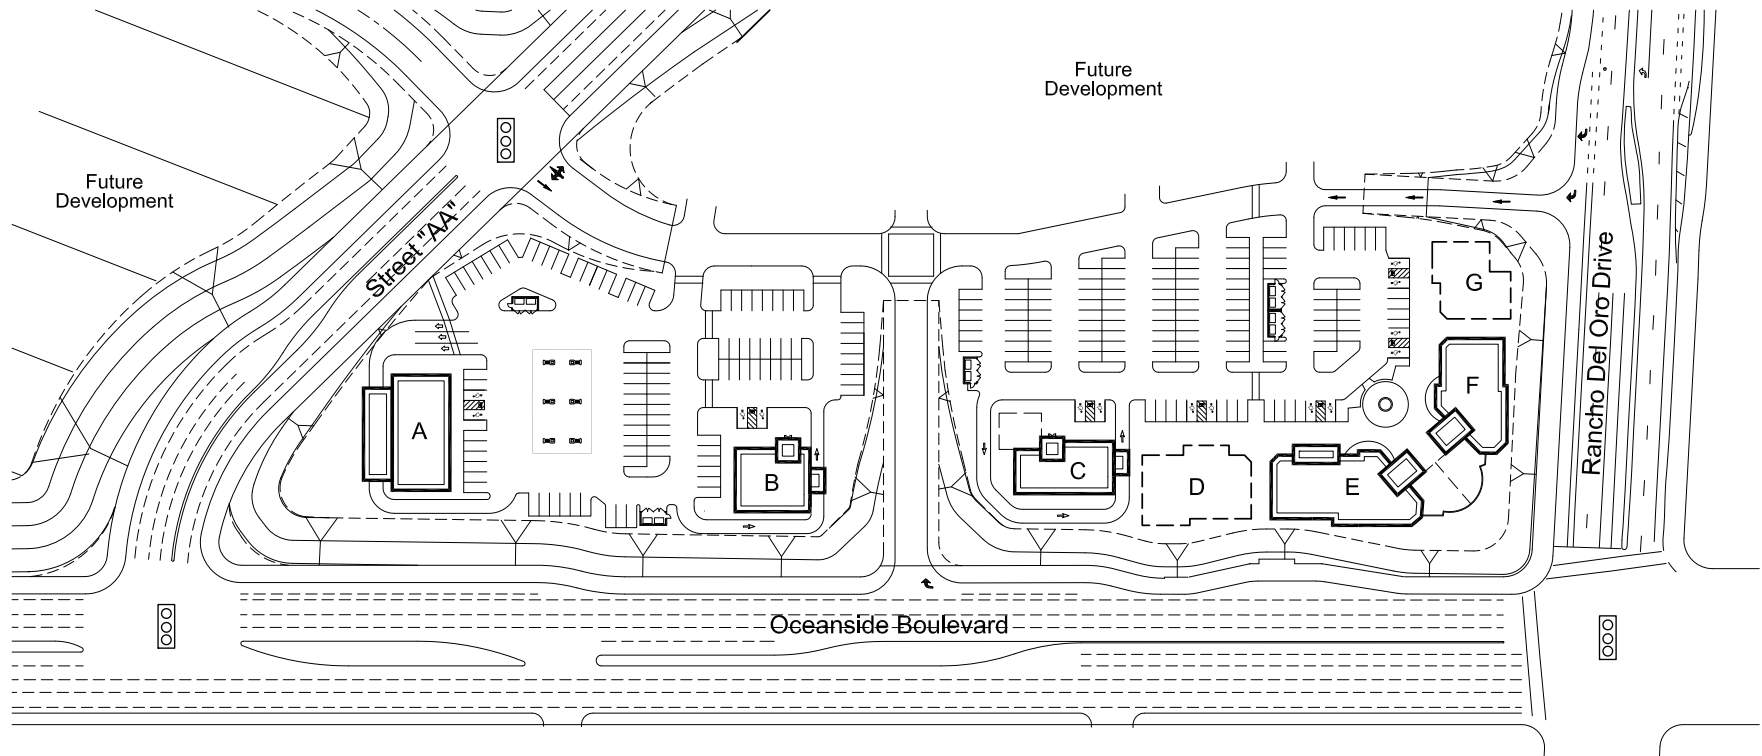 Future
Development
Future
Development
Street "AA"
Rancho Del Oro Drive
G
F
A
B
C
D
E
Oceanside Boulevard